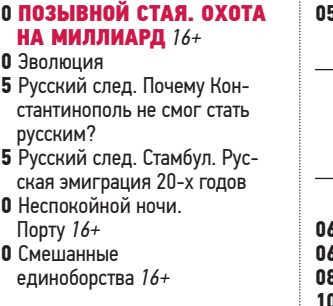 0 ПОЗЫВНОЙ СТАЯ. ОХОТА
НА МИЛЛИАРД 16+
0 Эволюция
5 Русский след. Почему Кон-
стантинополь не смог стать
русским?
5 Русский след. Стамбул. Рус-
ская эмиграция 20-х годов
0 Неспокойной ночи.
Порту 16+
0 Смешанные
единоборства 16+
05
06
06
08
10